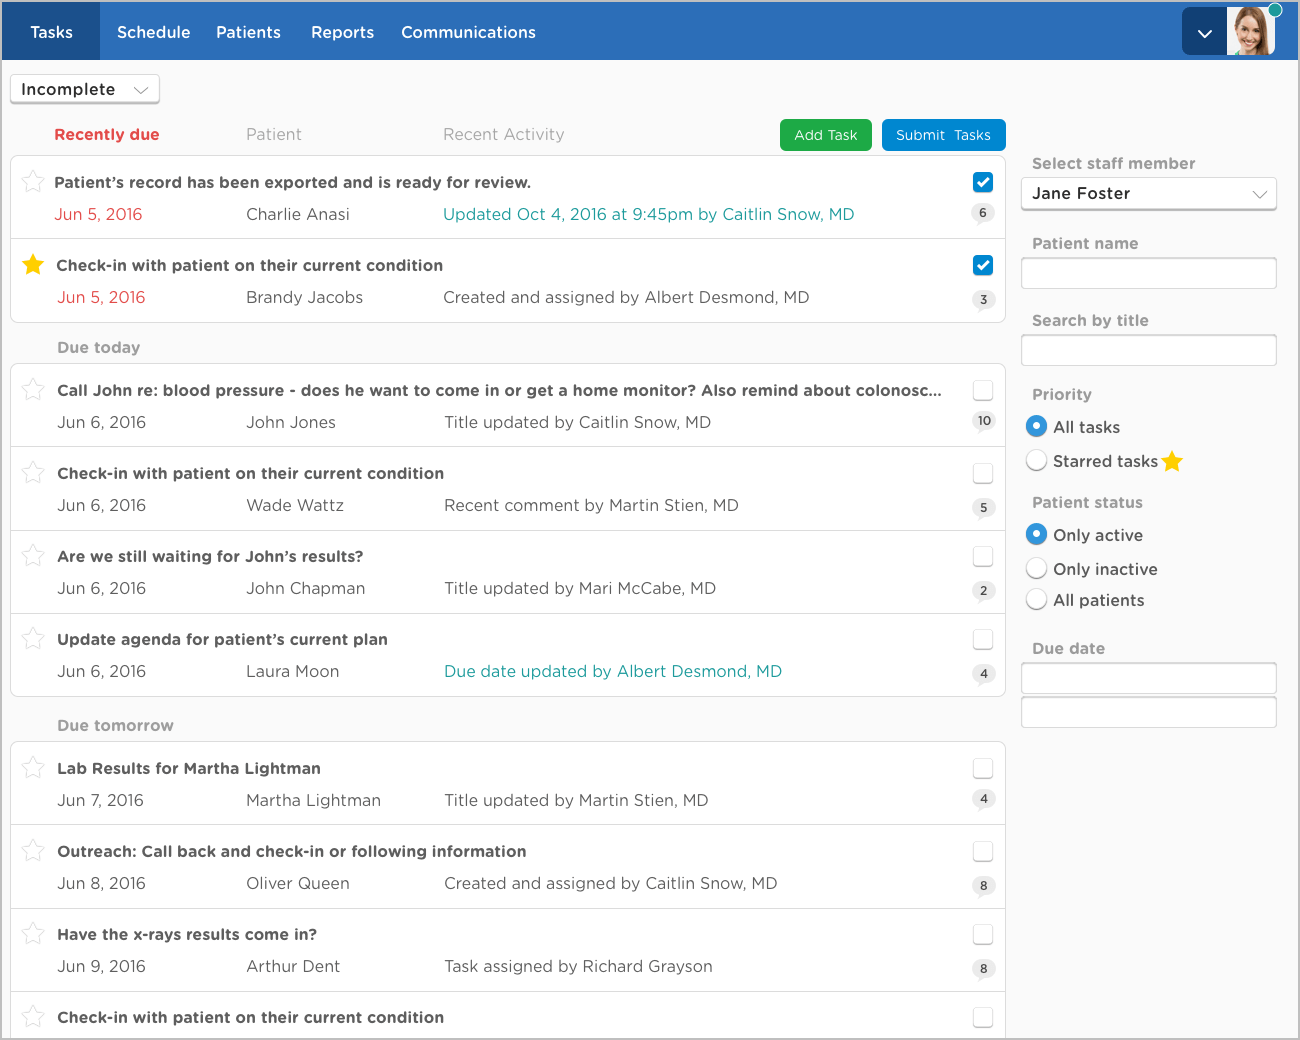 Tasks Schedule Patients Reports Communications
Incomplete
Recently due Patient Recent Activity Add Task Submit Tasks
Patient’s record has been exported and is ready for review.
Jun 5, 2016 Charlie Anasi Updated Oct 4, 2016 at 9:45pm by Caitlin Snow, MD 6
Check-in with patient on their current condition
Jun 5, 2016 Brandy Jacobs Created and assigned by Albert Desmond, MD 3
Due today
Call John re: blood pressure - does he want to come in or get a home monitor? Also remind about colonosc...
Jun 6, 2016 John Jones Title updated by Caitlin Snow, MD 10
Check-in with patient on their current condition
Jun 6, 2016 Wade Wattz Recent comment by Martin Stien, MD 5
Are we still waiting for John’s results?
Jun 6, 2016 John Chapman Title updated by Mari McCabe, MD 2
Update agenda for patient’s current plan
Jun 6, 2016 Laura Moon Due date updated by Albert Desmond, MD 4
Due tomorrow
Lab Results for Martha Lightman
Jun 7, 2016 Martha Lightman Title updated by Martin Stien, MD 4
Outreach: Call back and check-in or following information
Jun 8, 2016 Oliver Queen Created and assigned by Caitlin Snow, MD 8
Have the x-rays results come in?
Jun 9, 2016 Arthur Dent Task assigned by Richard Grayson 8
Check-in with patient on their current condition
Select staff member
Jane Foster
Patient name
Search by title
Priority
All tasks
Starred tasks
Patient status
Only active
Only inactive
All patients
Due date